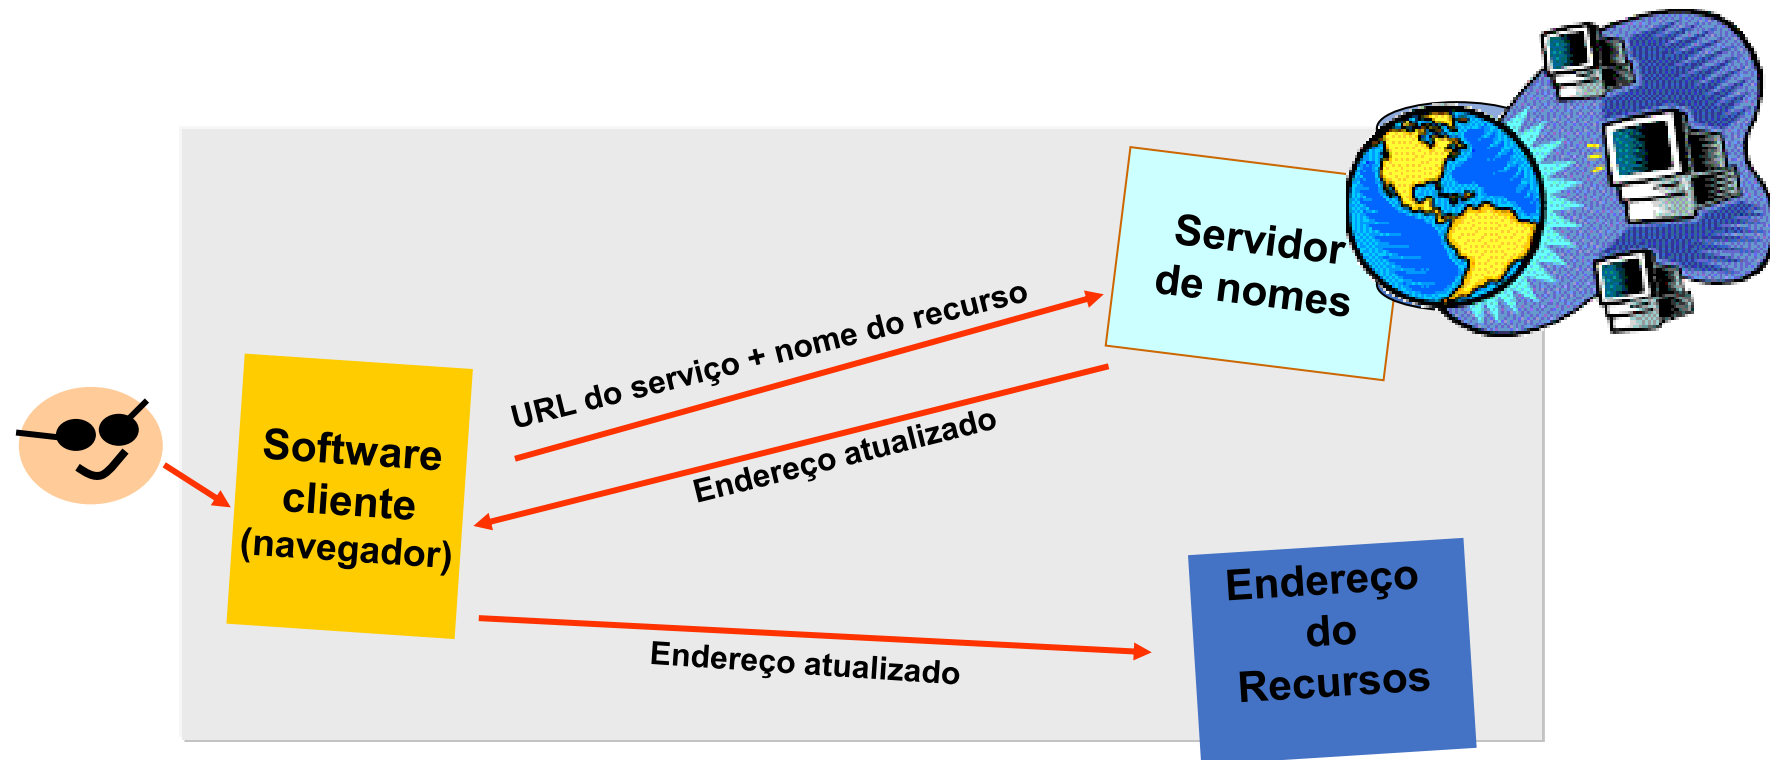 Servidor
de nomes
URL do serviço + nome do recurso
Endereço atualizado
Software
cliente
(navegador)
Endereço
do
Recursos
Endereço atualizado